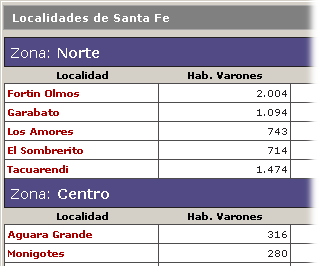 Localidades de Santa Fe
Zona: Norte
Localidad Hab. Varones
Fortin Olmos 2.004
Garabato 1.094
Los Amores 743
El Sombrerito 714
Tacuarendi 1.474
Zona: Centro
Localidad Hab. Varones
Aguara Grande 316
Monigotes 280